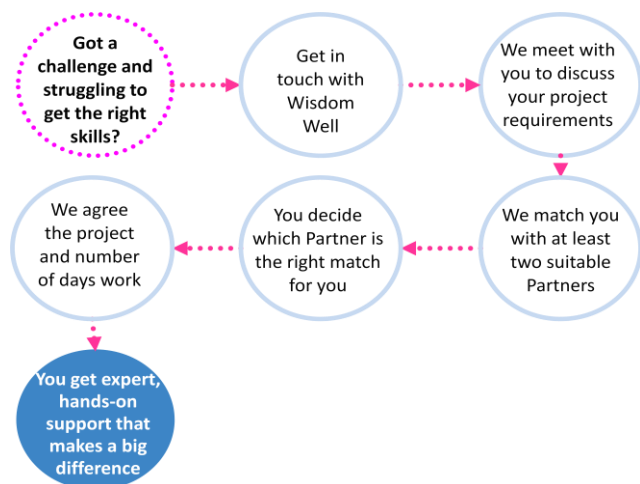 Got a
challenge and
struggling to
get the right
skills?
Get in
touch with
Wisdom
Well
We meet with
you to discuss
your project
requirements
We match you
with at least
two suitable
Partners
You decide
which Partner is
the right match
for you
We agree
the project
and number
of days work
You get expert,
hands-on
support that
makes a big
difference